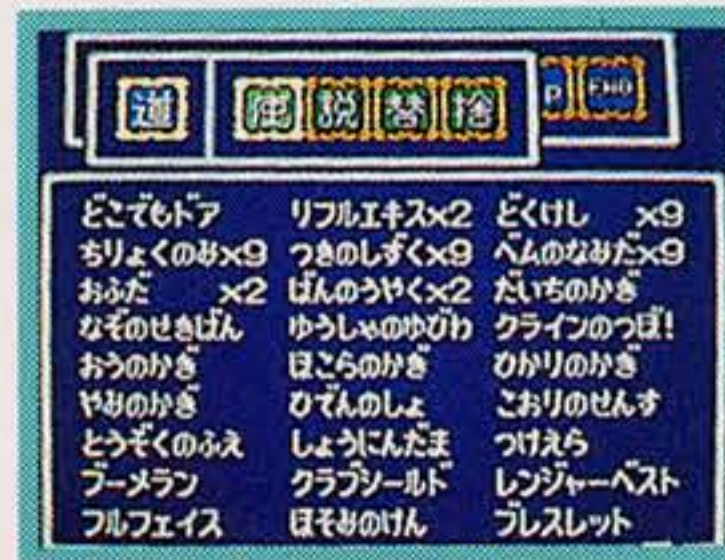 道 使 説 替 捨 P END
どこでもドア リフルエキス×2 どくけし ×9
ちりょくのみ×9 つきのしずく×9 ベムのなみだ×9
おふだ ×2 ばんのうやく×2 だいちのかぎ
なぞのせきばん ゆうしゃのゆびわ クラインのつぼ!
おうのかぎ ほこらのかぎ ひかりのかぎ
やみのかぎ ひでんのしょ こおりのせんす
とうぞくのふえ しょうにんだま つけえら
ブーメラン クラブシールド レンジャーベスト
フルフェイス ほそみのけん ブレスレット